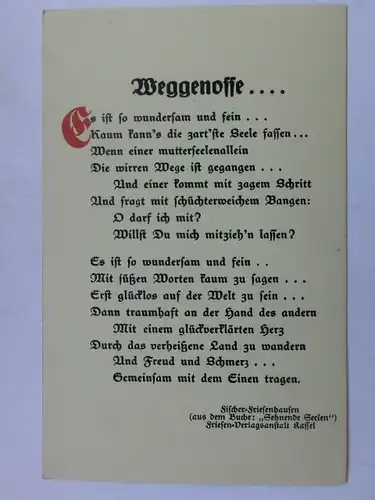 Weggenosse ....
Es ist so wundersam und fein . . .
Kaum kann's die zart'ste Seele fassen ...
Wenn einer mutterseelenallein
Die wirren Wege ist gegangen . . .
Und einer kommt mit zagem Schritt
Und fragt mit schüchterweichem Bangen:
O darf ich mit?
Willst Du mich mitzieh'n lassen?
Es ist so wundersam und fein . .
Mit süßen Worten kaum zu sagen . . .
Erst glücklos auf der Welt zu sein . . .
Dann traumhaft an der Hand des andern
Mit einem glückverklärten Herz
Durch das verheißene Land zu wandern
Und Freud und Schmerz . . .
Gemeinsam mit dem Einen tragen.
Fischer-Friesenhausen
(aus dem Buche: „Sehnende Seelen")
Friesen-Verlagsanstalt Kassel